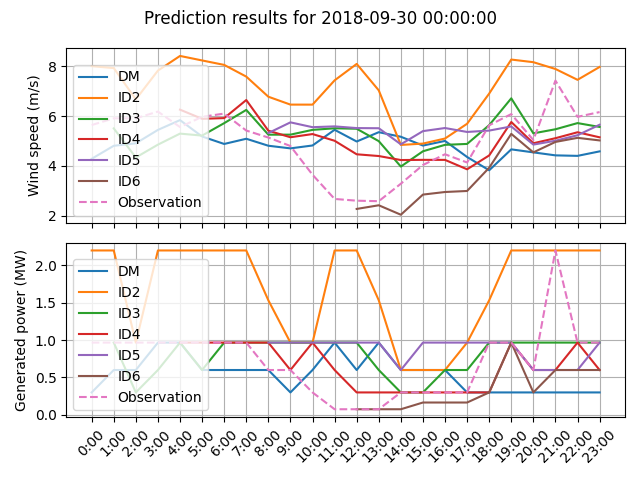 Prediction results for 2018-09-30 00:00:00
Wind speed (m/s)
8
6
4
2
DM
ID2
ID3
ID4
ID5
ID6
Observation
Generated power (MW)
2.0
1.5
1.0
0.5
0.0
DM
ID2
ID3
ID4
ID5
ID6
Observation
0:00 1:00 2:00 3:00 4:00 5:00 6:00 7:00 8:00 9:00 10:00 11:00 12:00 13:00 14:00 15:00 16:00 17:00 18:00 19:00 20:00 21:00 22:00 23:00